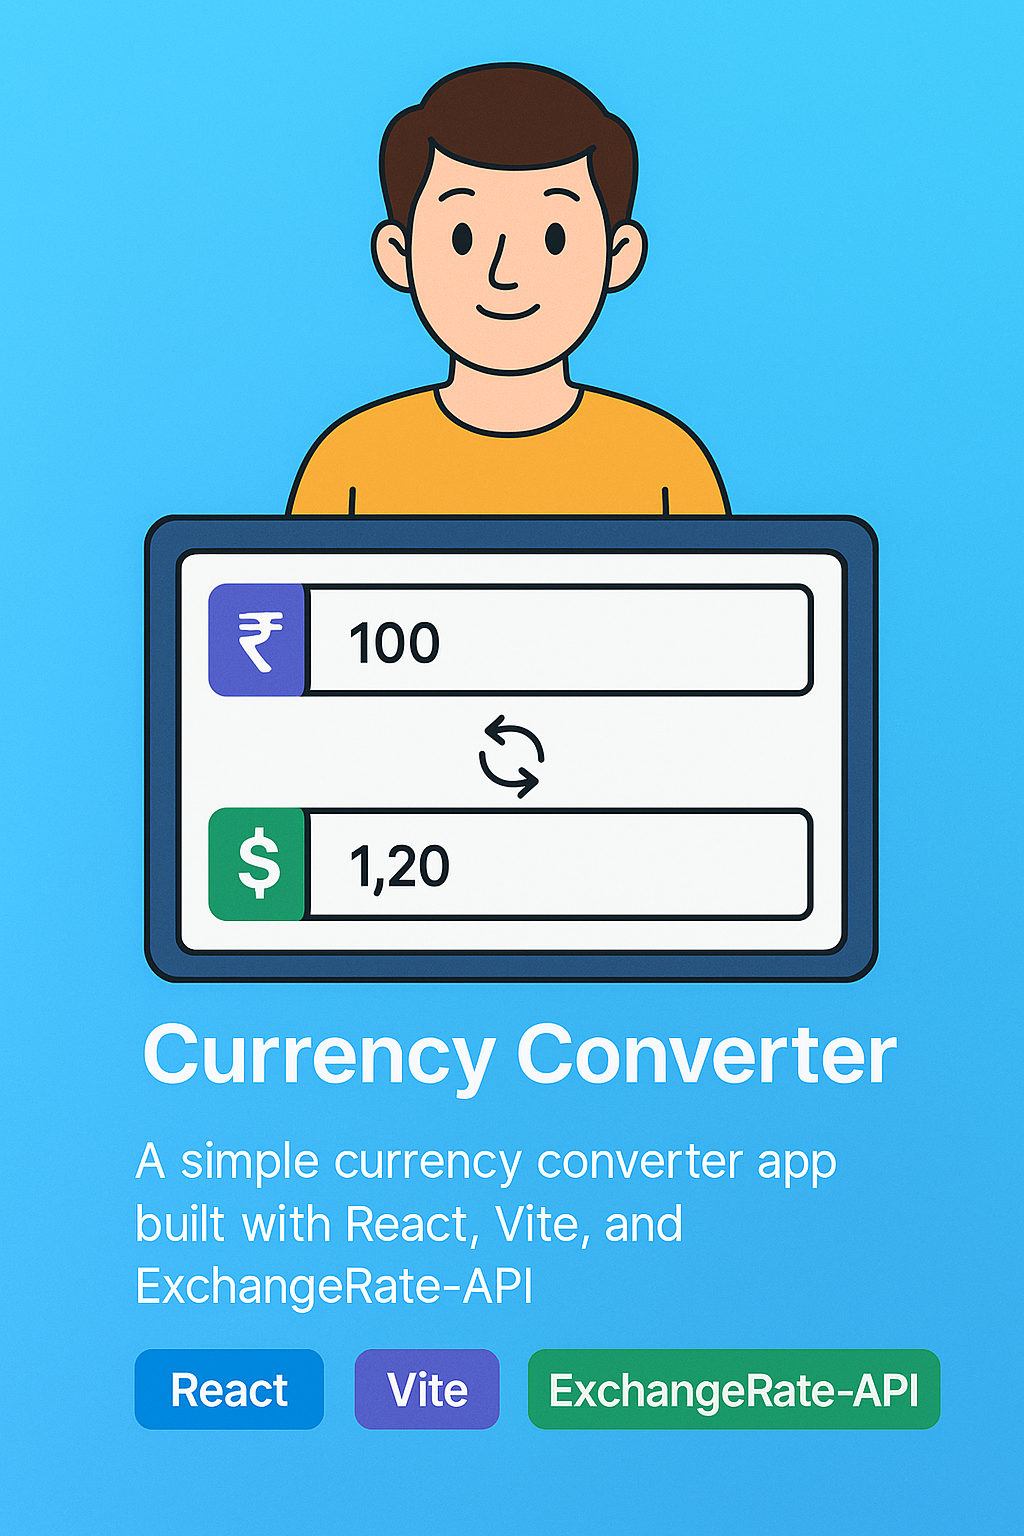 ₹ 100
$ 1,20
Currency Converter
A simple currency converter app
built with React, Vite, and
ExchangeRate-API
React Vite ExchangeRate-API